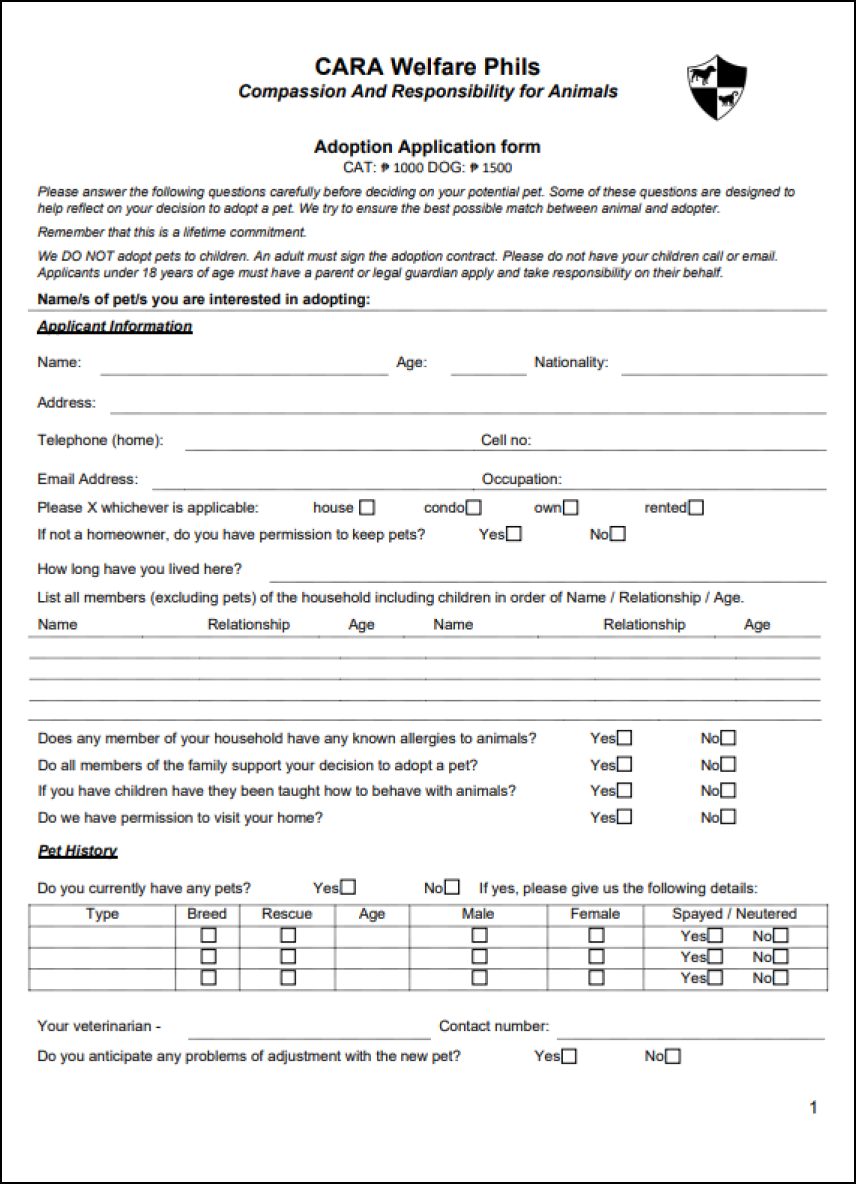 CARA Welfare Phils
Compassion And Responsibility for Animals
Adoption Application form
CAT: ₱ 1000 DOG: ₱ 1500
Please answer the following questions carefully before deciding on your potential pet. Some of these questions are designed to
help reflect on your decision to adopt a pet. We try to ensure the best possible match between animal and adopter.
Remember that this is a lifetime commitment.
We DO NOT adopt pets to children. An adult must sign the adoption contract. Please do not have your children call or email.
Applicants under 18 years of age must have a parent or legal guardian apply and take responsibility on their behalf.
Name/s of pet/s you are interested in adopting:
Applicant Information
Name: Age: Nationality:
Address:
Telephone (home): Cell no:
Email Address: Occupation:
Please X whichever is applicable: house condo own rented
If not a homeowner, do you have permission to keep pets? Yes No
How long have you lived here?
List all members (excluding pets) of the household including children in order of Name / Relationship / Age.
Name Relationship Age Name Relationship Age
Does any member of your household have any known allergies to animals? Yes No
Do all members of the family support your decision to adopt a pet? Yes No
If you have children have they been taught how to behave with animals? Yes No
Do we have permission to visit your home? Yes No
Pet History
Do you currently have any pets? Yes No If yes, please give us the following details:
Type Breed Rescue Age Male Female Spayed / Neutered
Yes No
Yes No
Yes No
Your veterinarian - Contact number:
Do you anticipate any problems of adjustment with the new pet? Yes No
1